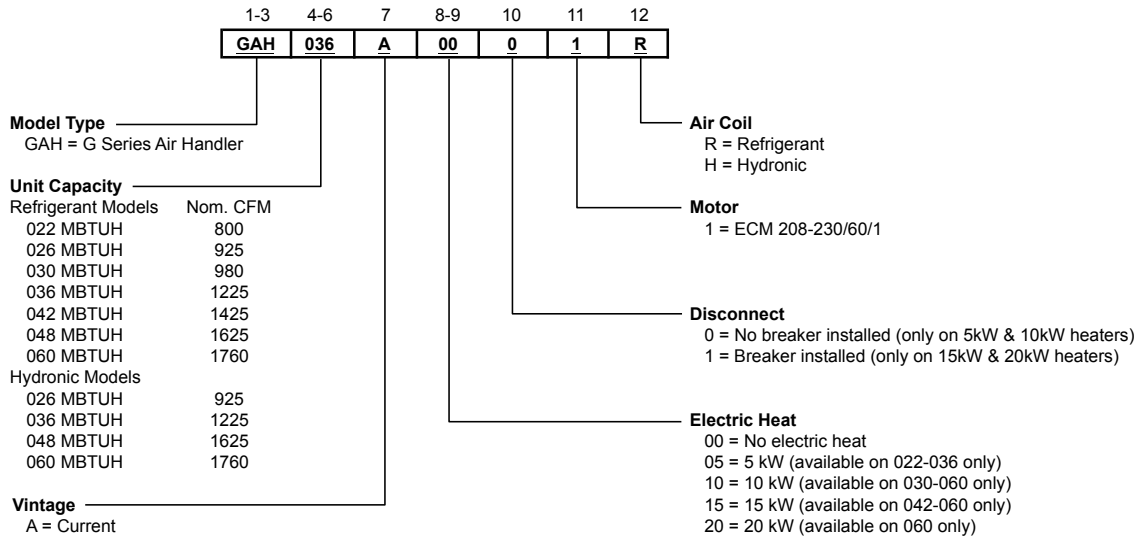 1-3 4-6 7 8-9 10 11 12
GAH 036 A 00 0 1 R
Model Type
GAH = G Series Air Handler
Unit Capacity
Refrigerant Models Nom. CFM
022 MBTUH 800
026 MBTUH 925
030 MBTUH 980
036 MBTUH 1225
042 MBTUH 1425
048 MBTUH 1625
060 MBTUH 1760
Hydronic Models
026 MBTUH 925
036 MBTUH 1225
048 MBTUH 1625
060 MBTUH 1760
Vintage
A = Current
Air Coil
R = Refrigerant
H = Hydronic
Motor
1 = ECM 208-230/60/1
Disconnect
0 = No breaker installed (only on 5kW & 10kW heaters)
1 = Breaker installed (only on 15kW & 20kW heaters)
Electric Heat
00 = No electric heat
05 = 5 kW (available on 022-036 only)
10 = 10 kW (available on 030-060 only)
15 = 15 kW (available on 042-060 only)
20 = 20 kW (available on 060 only)